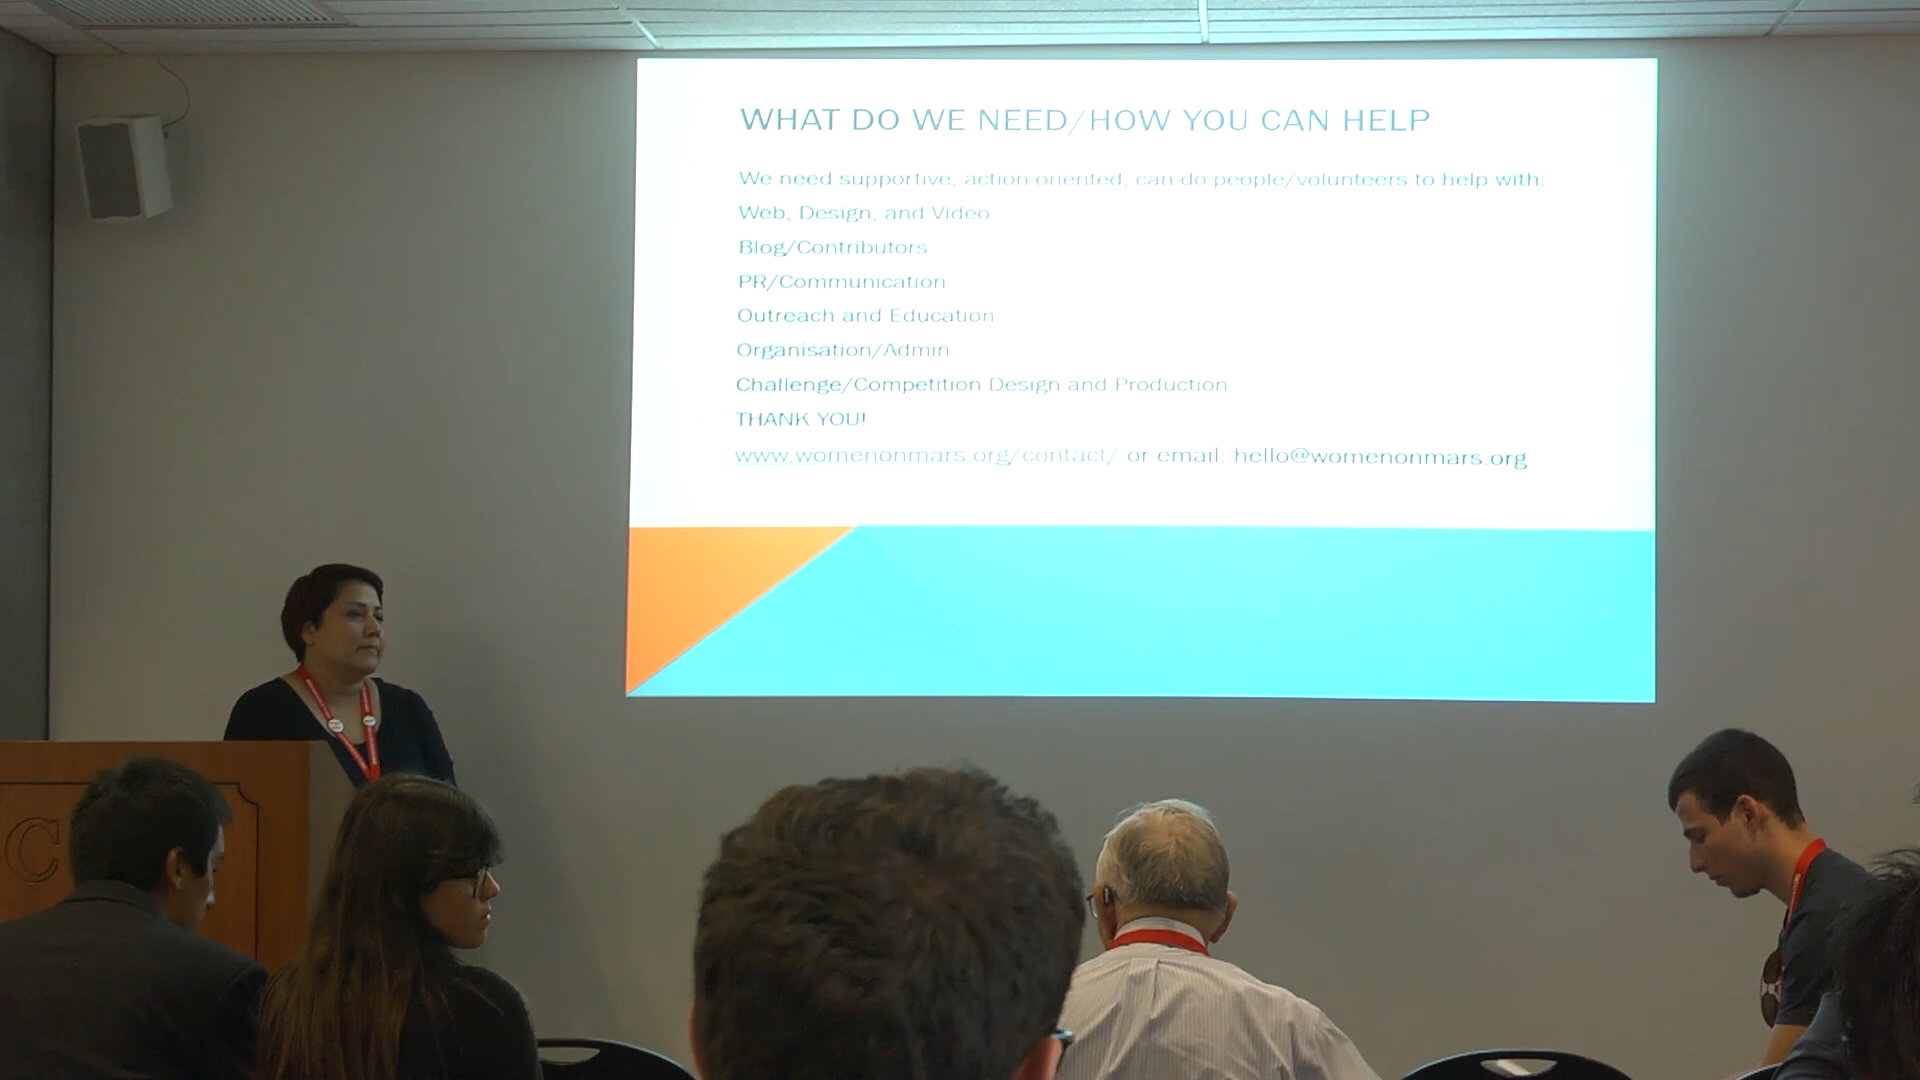 WHAT DO WE NEED/HOW YOU CAN HELP
We need supportive, action-oriented, can-do people/volunteers to help with:
Web, Design, and Video
Blog/Contributors
PR/Communication
Outreach and Education
Organisation/Admin
Challenge/Competition Design and Production
THANK YOU!
www.womenonmars.org/contact/ or email: hello@womenonmars.org
C